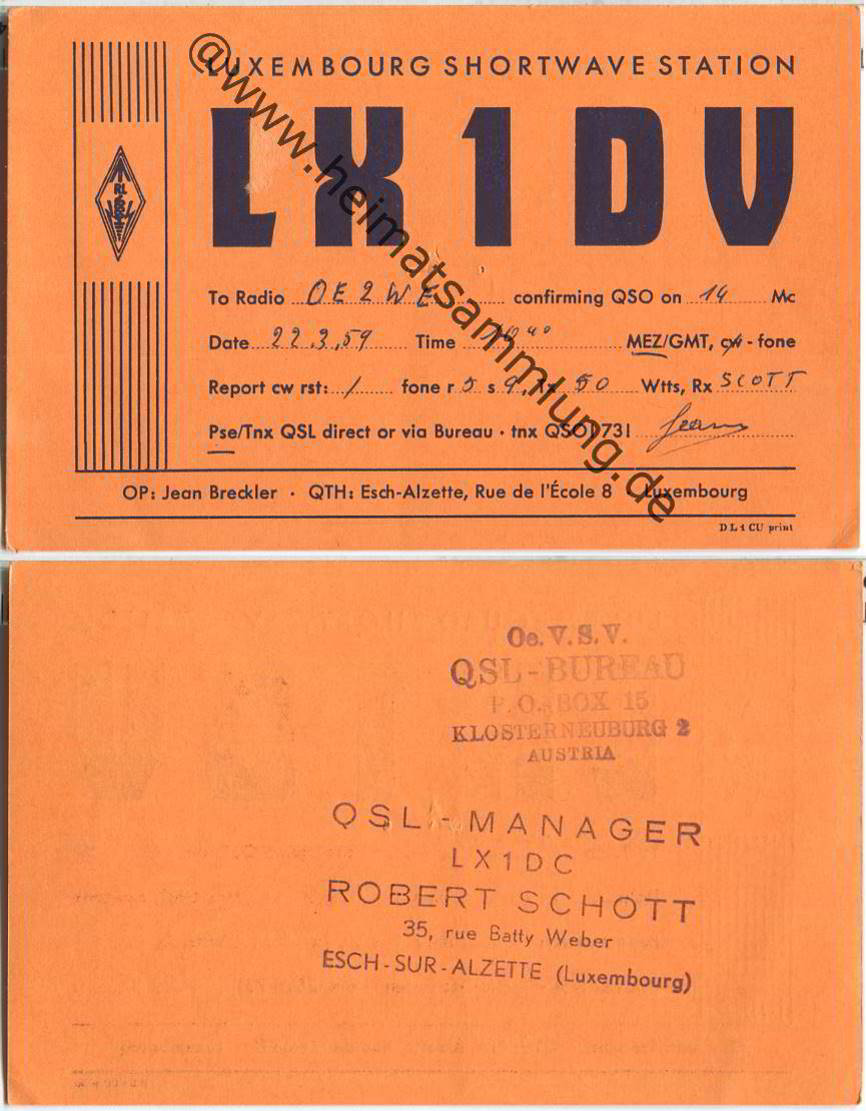 LUXEMBOURG SHORTWAVE STATION
LX1DV
RL
To Radio OE2WE confirming QSO on 14 Mc
Date 22.3.59 Time MEZ/GMT, cw - fone
Report cw rst: / fone r 5 s 9, tx 50 Wtts, Rx SCOTT
Pse/Tnx QSL direct or via Bureau · tnx QSO! 73! Jean
OP: Jean Breckler · QTH: Esch-Alzette, Rue de l'École 8 · Luxembourg
DL1CU print
@www.heimatsammlung.de
Oe. V. S. V.
QSL-BUREAU
P.O. BOX 15
KLOSTERNEUBURG 2
AUSTRIA
QSL-MANAGER
LX1DC
ROBERT SCHOTT
35, rue Batty Weber
ESCH-SUR-ALZETTE (Luxembourg)